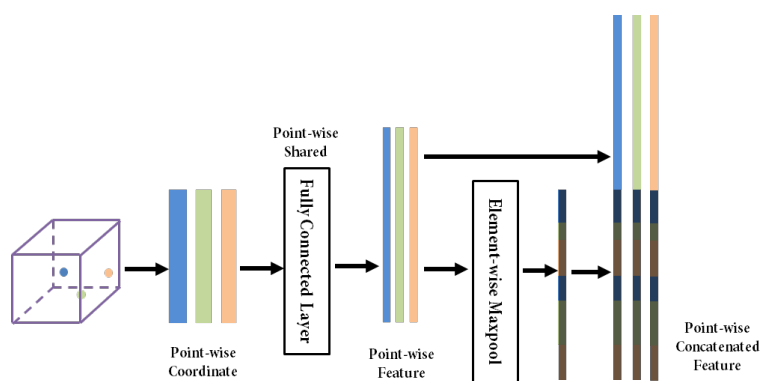 Point-wise
Shared
Fully Connected Layer
Element-wise Maxpool
Point-wise
Coordinate
Point-wise
Feature
Point-wise
Concatenated
Feature